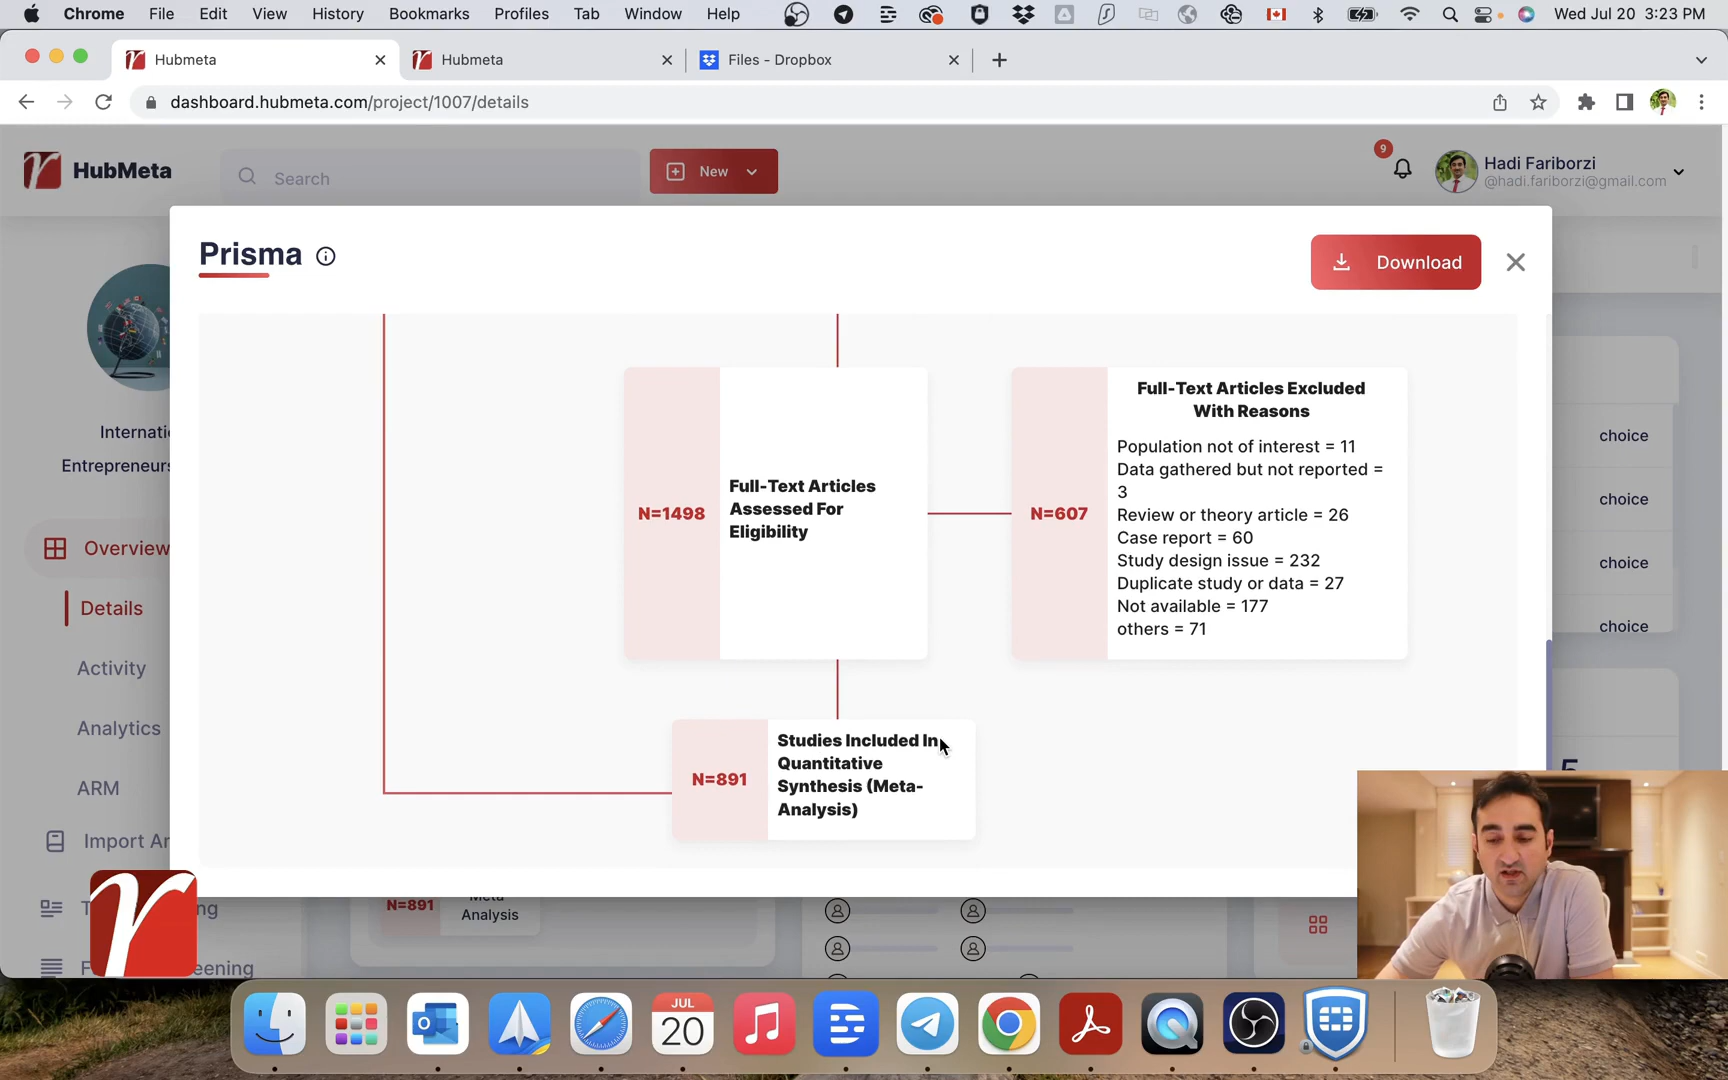 Chrome File Edit View History Bookmarks Profiles Tab Window Help Wed Jul 20 3:23 PM
Hubmeta Hubmeta Files - Dropbox
dashboard.hubmeta.com/project/1007/details
HubMeta Search New 9 Hadi Fariborzi
@hadi.fariborzi@gmail.com
Prisma
Download
Internati
Entrepreneurs
Overview
Details
Activity
Analytics
ARM
Import Ar
ng
eening
N=1498
Full-Text Articles
Assessed For
Eligibility
N=607
Full-Text Articles Excluded
With Reasons
Population not of interest = 11
Data gathered but not reported =
3
Review or theory article = 26
Case report = 60
Study design issue = 232
Duplicate study or data = 27
Not available = 177
others = 71
N=891
Studies Included In
Quantitative
Synthesis (Meta-
Analysis)
choice
choice
choice
choice
5
N=891
Meta
Analysis
JUL
20